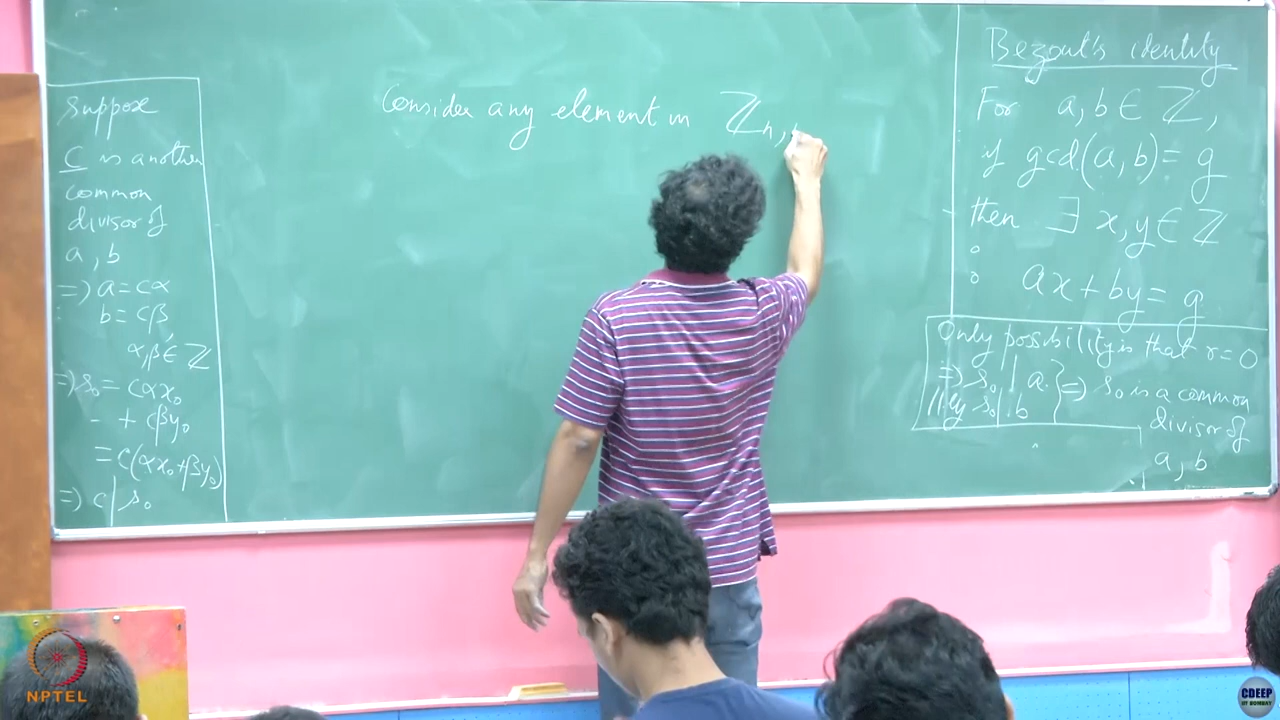 Suppose
C is another
common
divisor of
a, b
=> a = cα
b = cβ
α, β ∈ ℤ
=> s₀ = cαx₀
+ cβy₀
= c(αx₀+βy₀)
=> c | s₀
Consider any element in ℤₙ,
Bezout's identity
For a, b ∈ ℤ,
if gcd(a, b) = g
then ∃ x, y ∈ ℤ
ax + by = g
Only possibility is that r = 0
=> s₀ | a. } => s₀ is a common
|||ly s₀ | b
divisor of
a, b
NPTEL
CDEEP
IIT BOMBAY